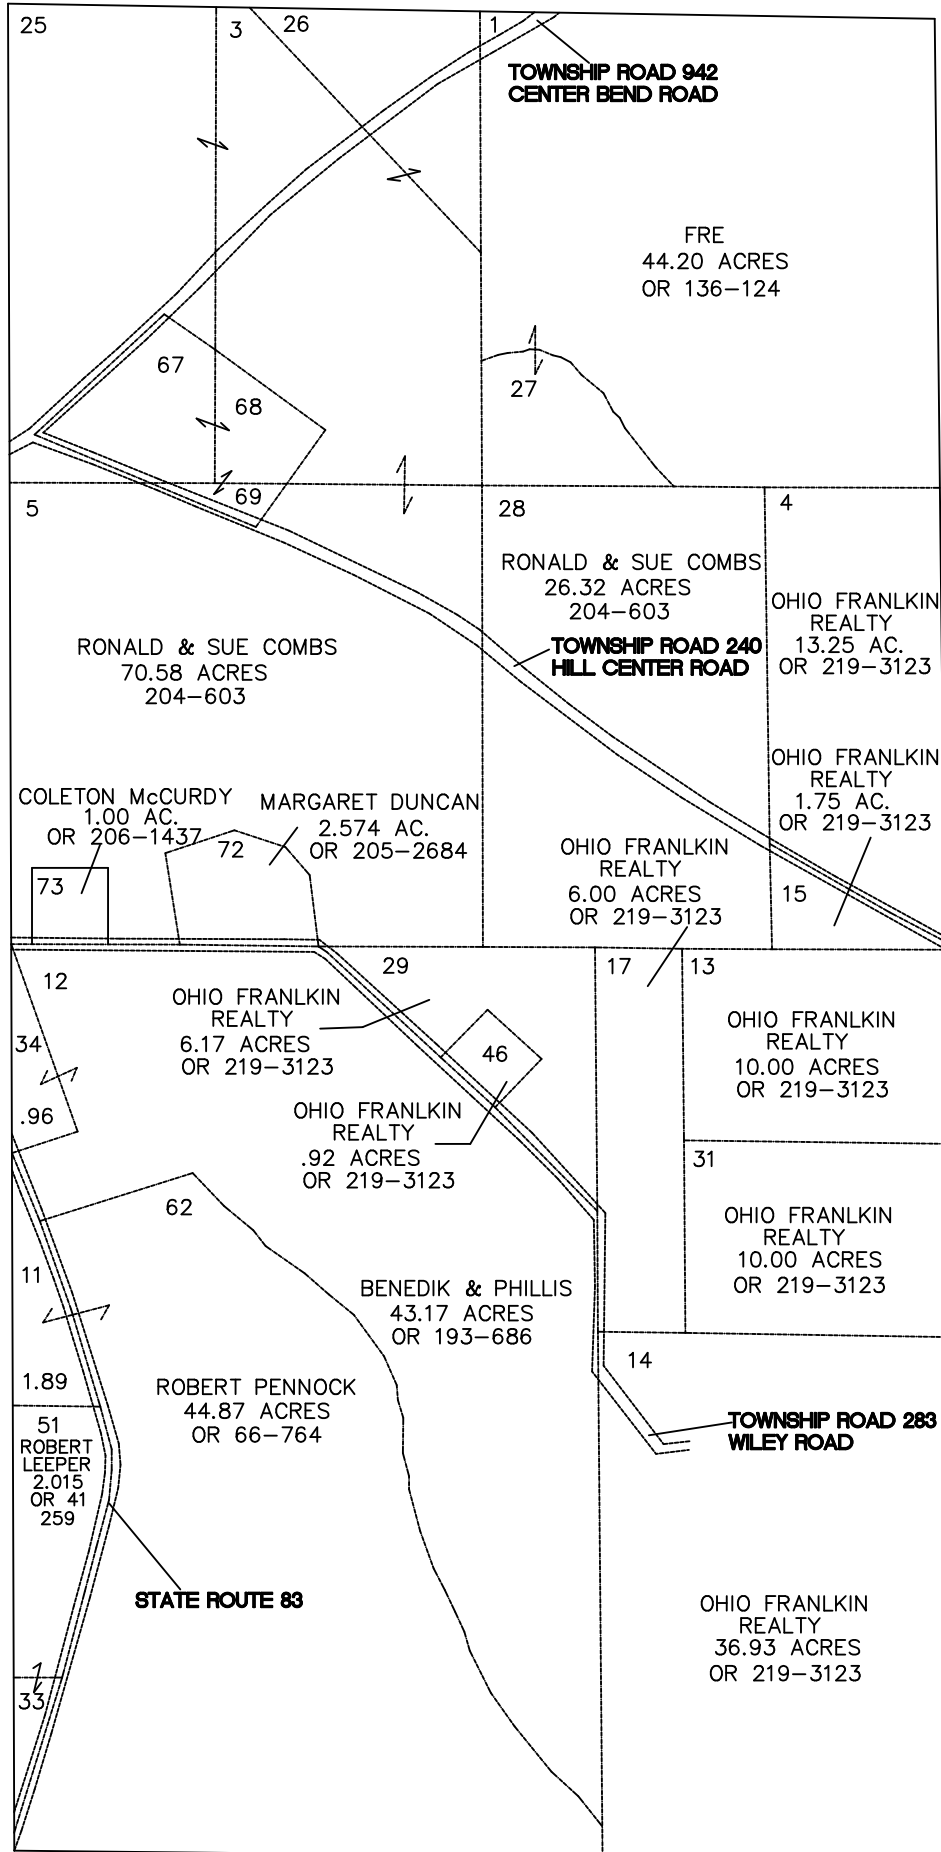 25
3
26
1
TOWNSHIP ROAD 942
CENTER BEND ROAD
FRE
44.20 ACRES
OR 136-124
67
68
27
69
5
28
4
RONALD & SUE COMBS
26.32 ACRES
204-603
OHIO FRANLKIN
REALTY
13.25 AC.
OR 219-3123
RONALD & SUE COMBS
70.58 ACRES
204-603
TOWNSHIP ROAD 240
HILL CENTER ROAD
OHIO FRANLKIN
REALTY
1.75 AC.
OR 219-3123
COLETON McCURDY
1.00 AC.
OR 206-1437
MARGARET DUNCAN
2.574 AC.
OR 205-2684
72
73
OHIO FRANLKIN
REALTY
6.00 ACRES
OR 219-3123
15
12
29
17
13
OHIO FRANLKIN
REALTY
6.17 ACRES
OR 219-3123
34
46
OHIO FRANLKIN
REALTY
10.00 ACRES
OR 219-3123
.96
OHIO FRANLKIN
REALTY
.92 ACRES
OR 219-3123
31
62
OHIO FRANLKIN
REALTY
10.00 ACRES
OR 219-3123
11
BENEDIK & PHILLIS
43.17 ACRES
OR 193-686
14
1.89
ROBERT PENNOCK
44.87 ACRES
OR 66-764
TOWNSHIP ROAD 283
WILEY ROAD
51
ROBERT
LEEPER
2.015
OR 41
259
STATE ROUTE 83
OHIO FRANLKIN
REALTY
36.93 ACRES
OR 219-3123
33